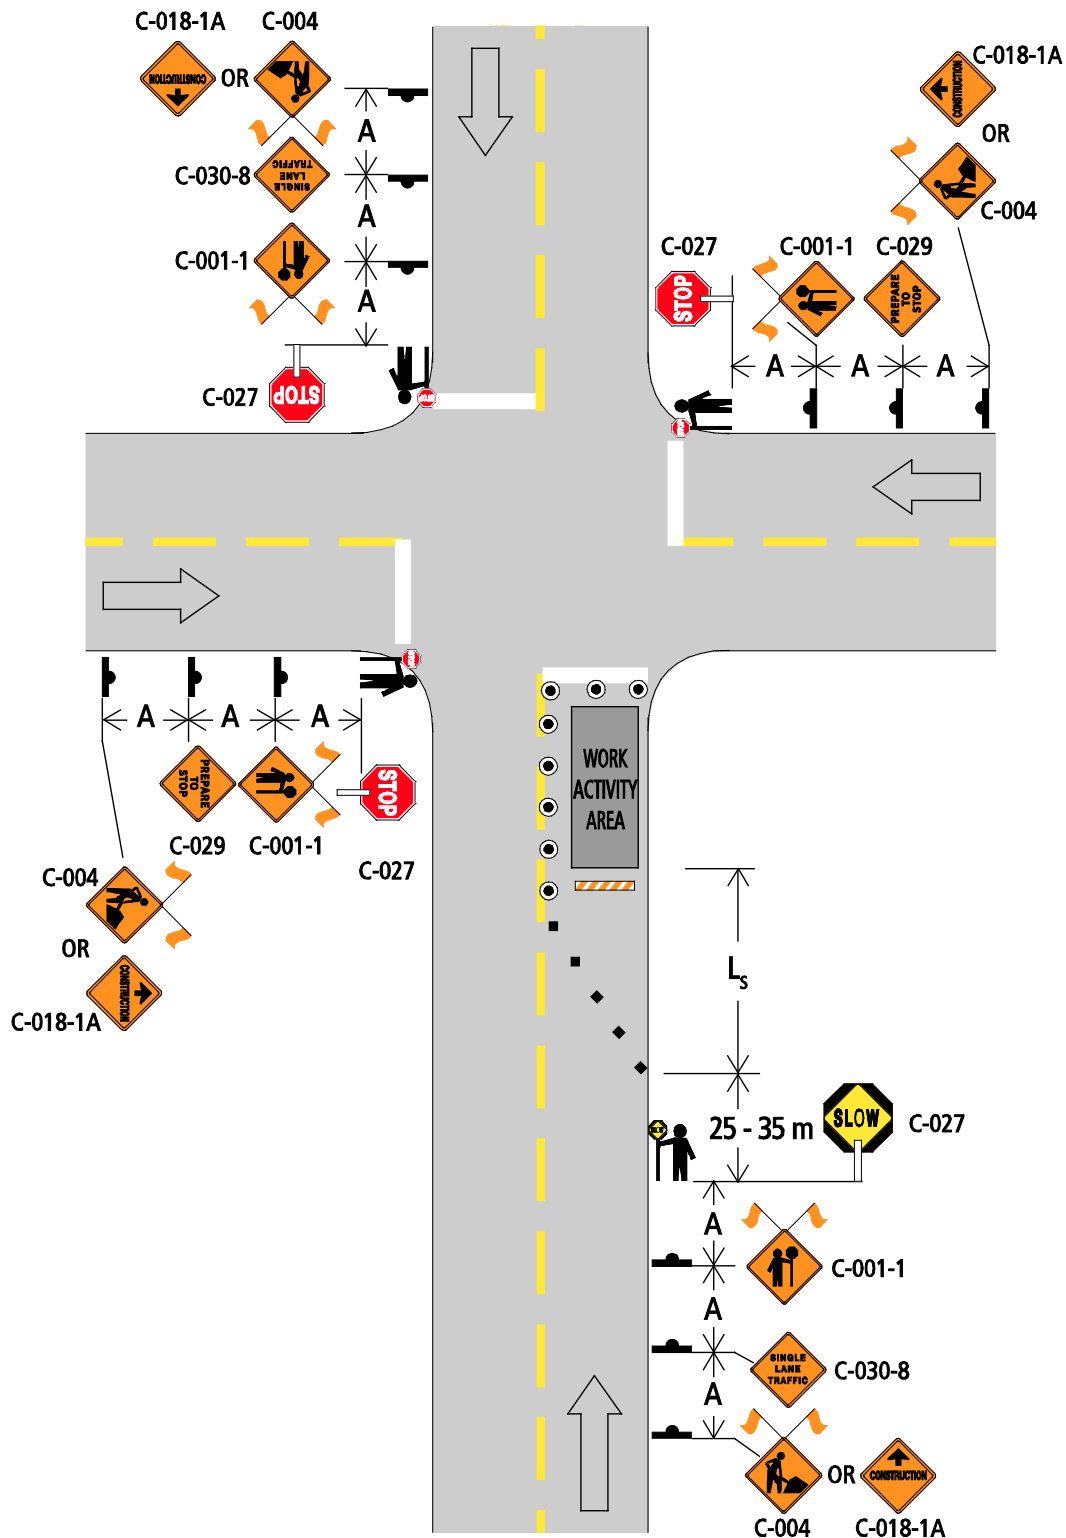 C-018-1A
C-004
CONSTRUCTION
OR
A
C-030-8
SINGLE
LANE
TRAFFIC
A
C-001-1
A
C-027
STOP
C-018-1A
CONSTRUCTION
OR
C-004
C-027
C-001-1
C-029
STOP
PREPARE
TO
STOP
A
A
A
A
A
A
PREPARE
TO
STOP
STOP
C-029
C-001-1
C-027
C-004
OR
CONSTRUCTION
C-018-1A
WORK
ACTIVITY
AREA
Ls
25 - 35 m
SLOW
C-027
A
C-001-1
A
SINGLE
LANE
TRAFFIC
C-030-8
A
OR
CONSTRUCTION
C-004
C-018-1A